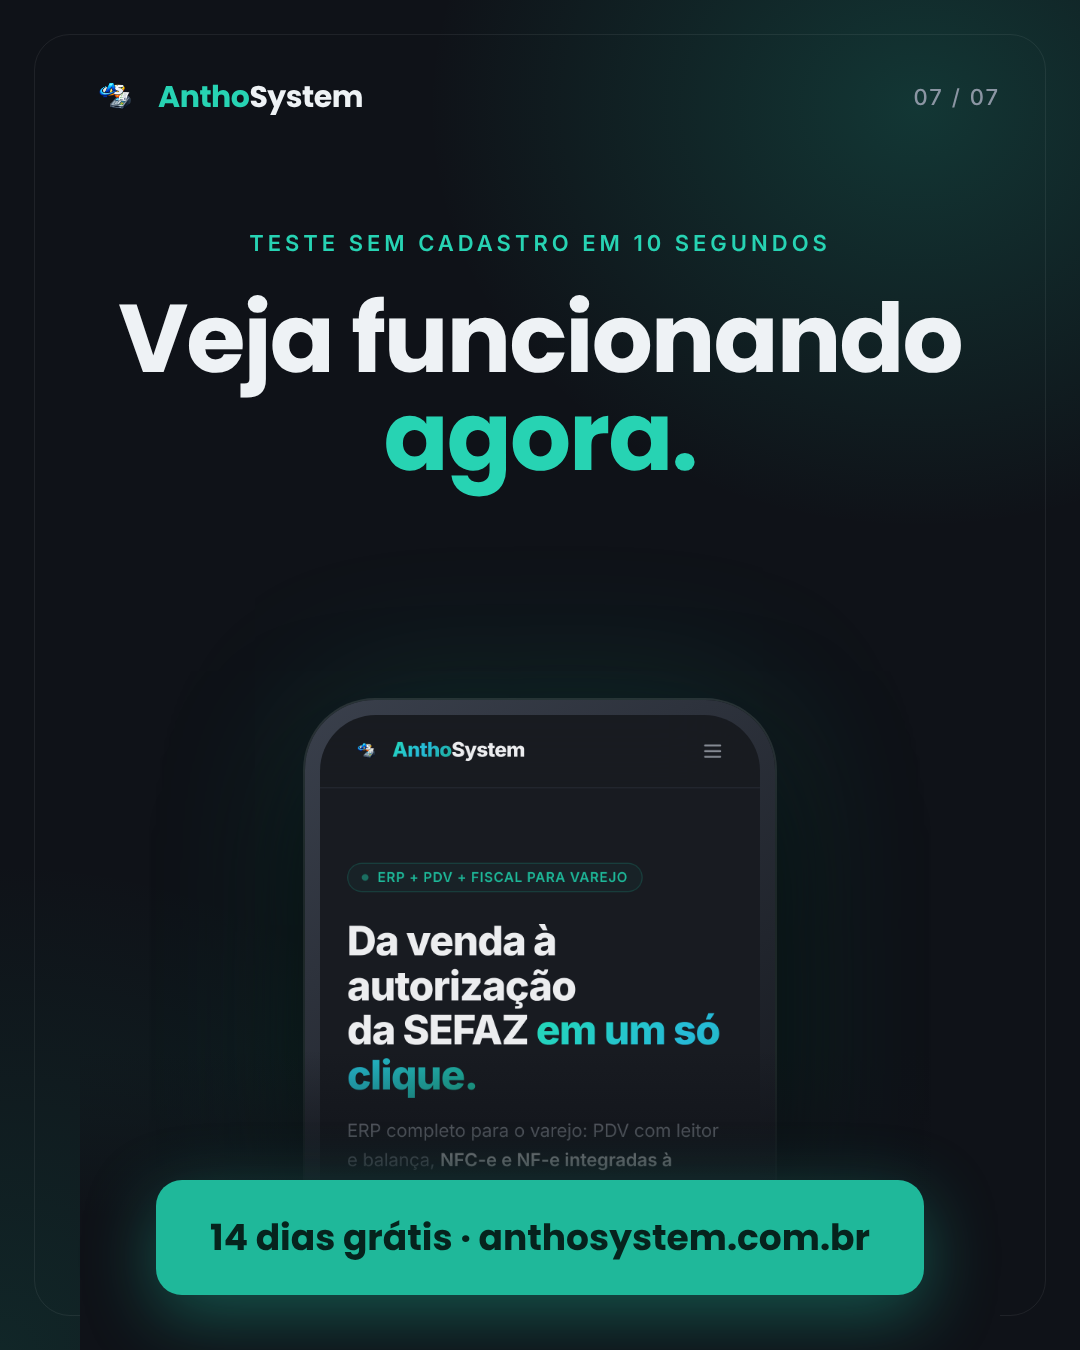 AnthoSystem
07 / 07
TESTE SEM CADASTRO EM 10 SEGUNDOS
Veja funcionando
agora.
AnthoSystem
ERP + PDV + FISCAL PARA VAREJO
Da venda à
autorização
da SEFAZ em um só
clique.
ERP completo para o varejo: PDV com leitor
e balança, NFC-e e NF-e integradas à
14 dias grátis · anthosystem.com.br